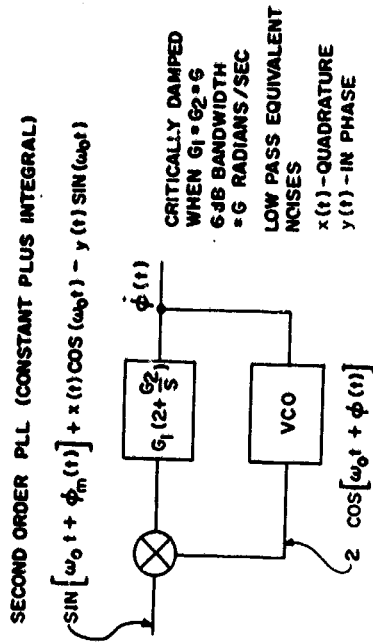 SECOND ORDER PLL (CONSTANT PLUS INTEGRAL)
SIN[ω₀t + ϕₘ(t)] + x(t) COS(ω₀t) - y(t) SIN(ω₀t)
G₁(2+G2/S)
ϕ̇(t)
VCO
2 COS[ω₀t + ϕ(t)]
CRITICALLY DAMPED
WHEN G₁=G₂=G
6dB BANDWIDTH
=G RADIANS/SEC
LOW PASS EQUIVALENT
NOISES
x(t)-QUADRATURE
y(t)-IN PHASE